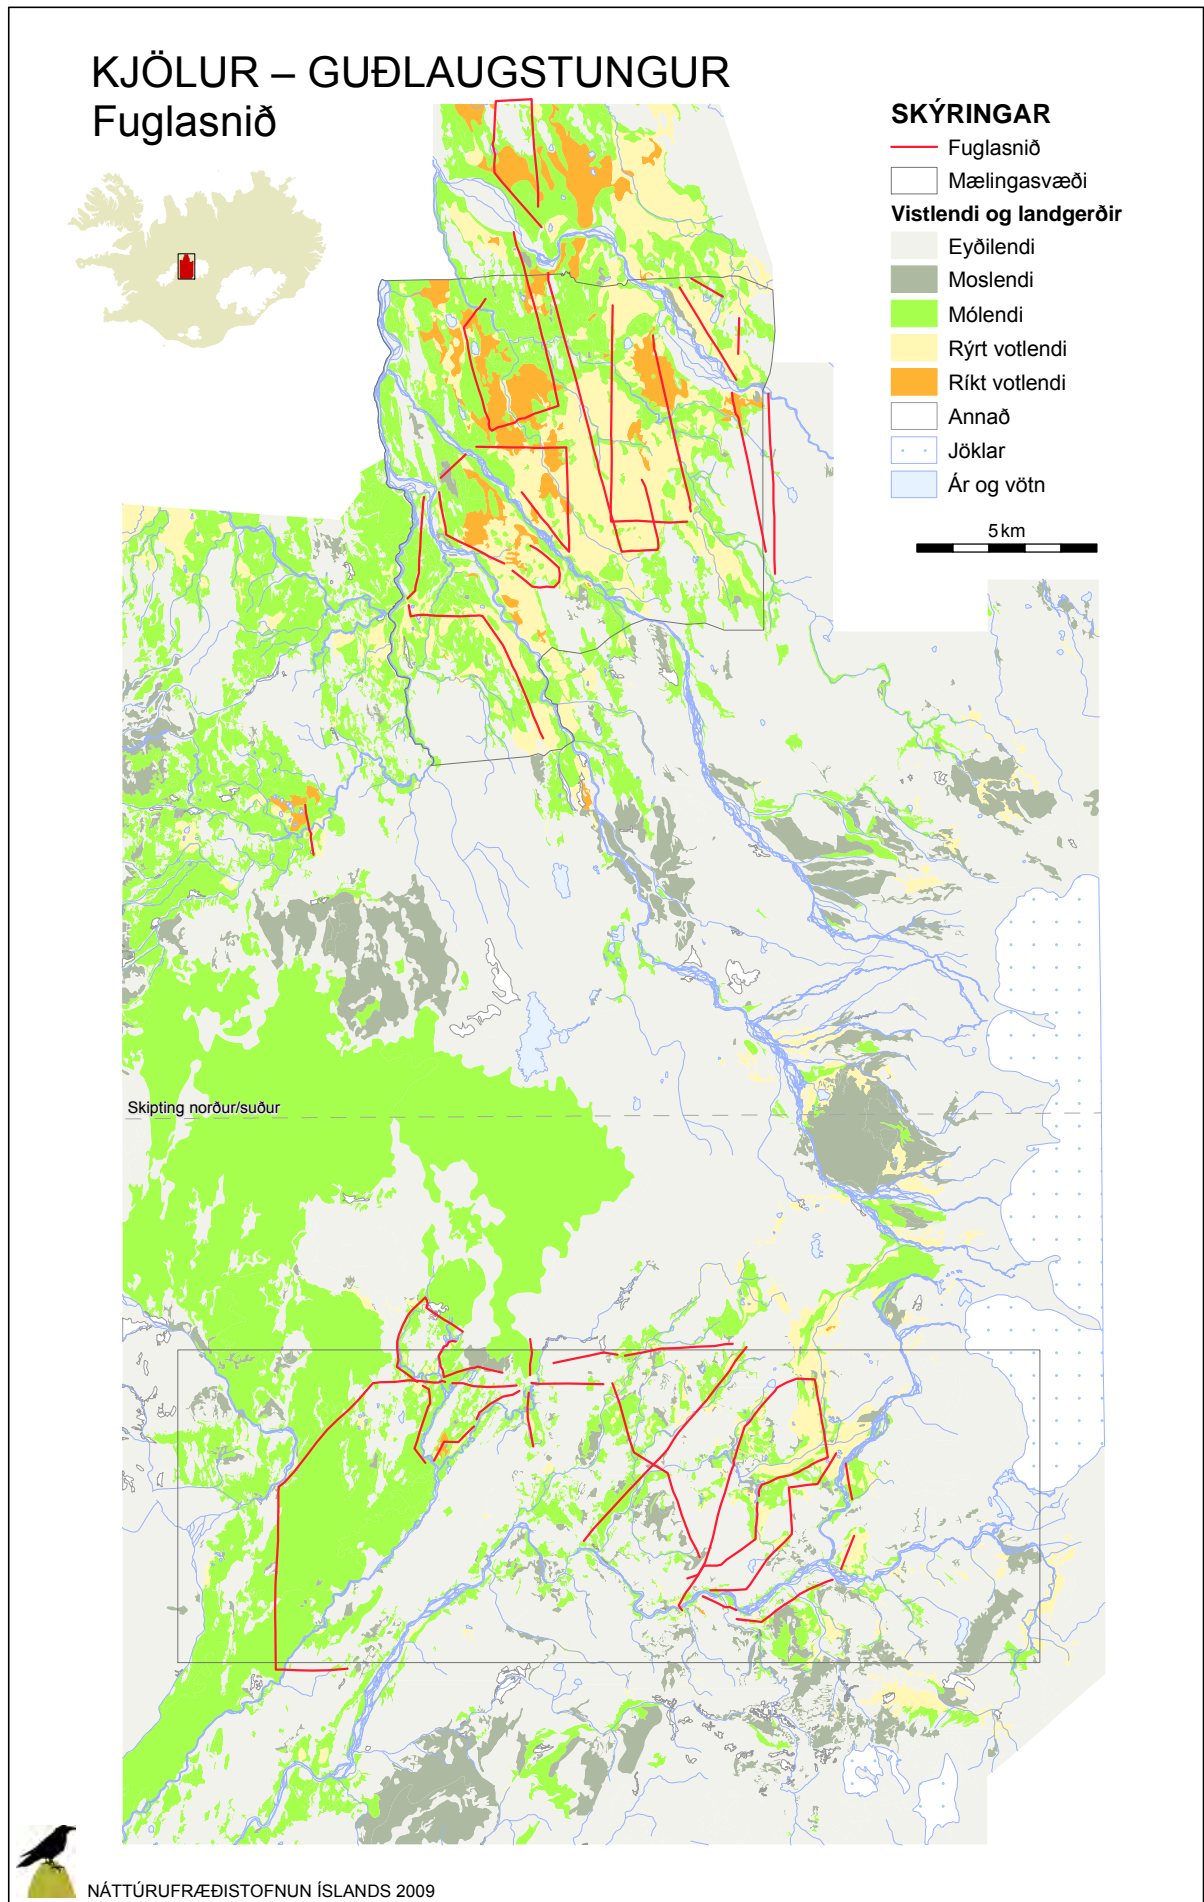 KJÖLUR – GUÐLAUGSTUNGUR
Fuglasnið
SKÝRINGAR
Fuglasnið
Mælingasvæði
Vistlendi og landgerðir
Eyðilendi
Moslendi
Mólendi
Rýrt votlendi
Ríkt votlendi
Annað
Jöklar
Ár og vötn
5 km
Skipting norður/suður
NÁTTÚRUFRÆÐISTOFNUN ÍSLANDS 2009